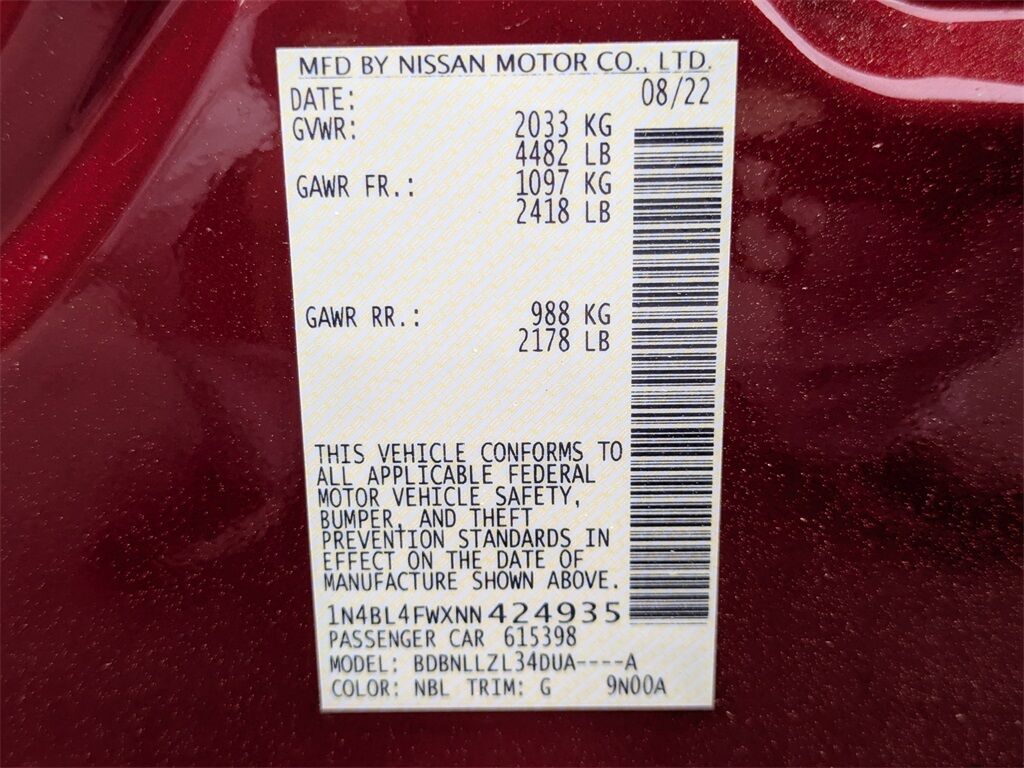 MFD BY NISSAN MOTOR CO., LTD.
DATE: 08/22
GVWR: 2033 KG
4482 LB
GAWR FR.: 1097 KG
2418 LB
GAWR RR.: 988 KG
2178 LB
THIS VEHICLE CONFORMS TO
ALL APPLICABLE FEDERAL
MOTOR VEHICLE SAFETY,
BUMPER, AND THEFT
PREVENTION STANDARDS IN
EFFECT ON THE DATE OF
MANUFACTURE SHOWN ABOVE.
1N4BL4FWXNN424935
PASSENGER CAR 615398
MODEL: BDBNLLZL34DUA----A
COLOR: NBL TRIM: G 9N00A